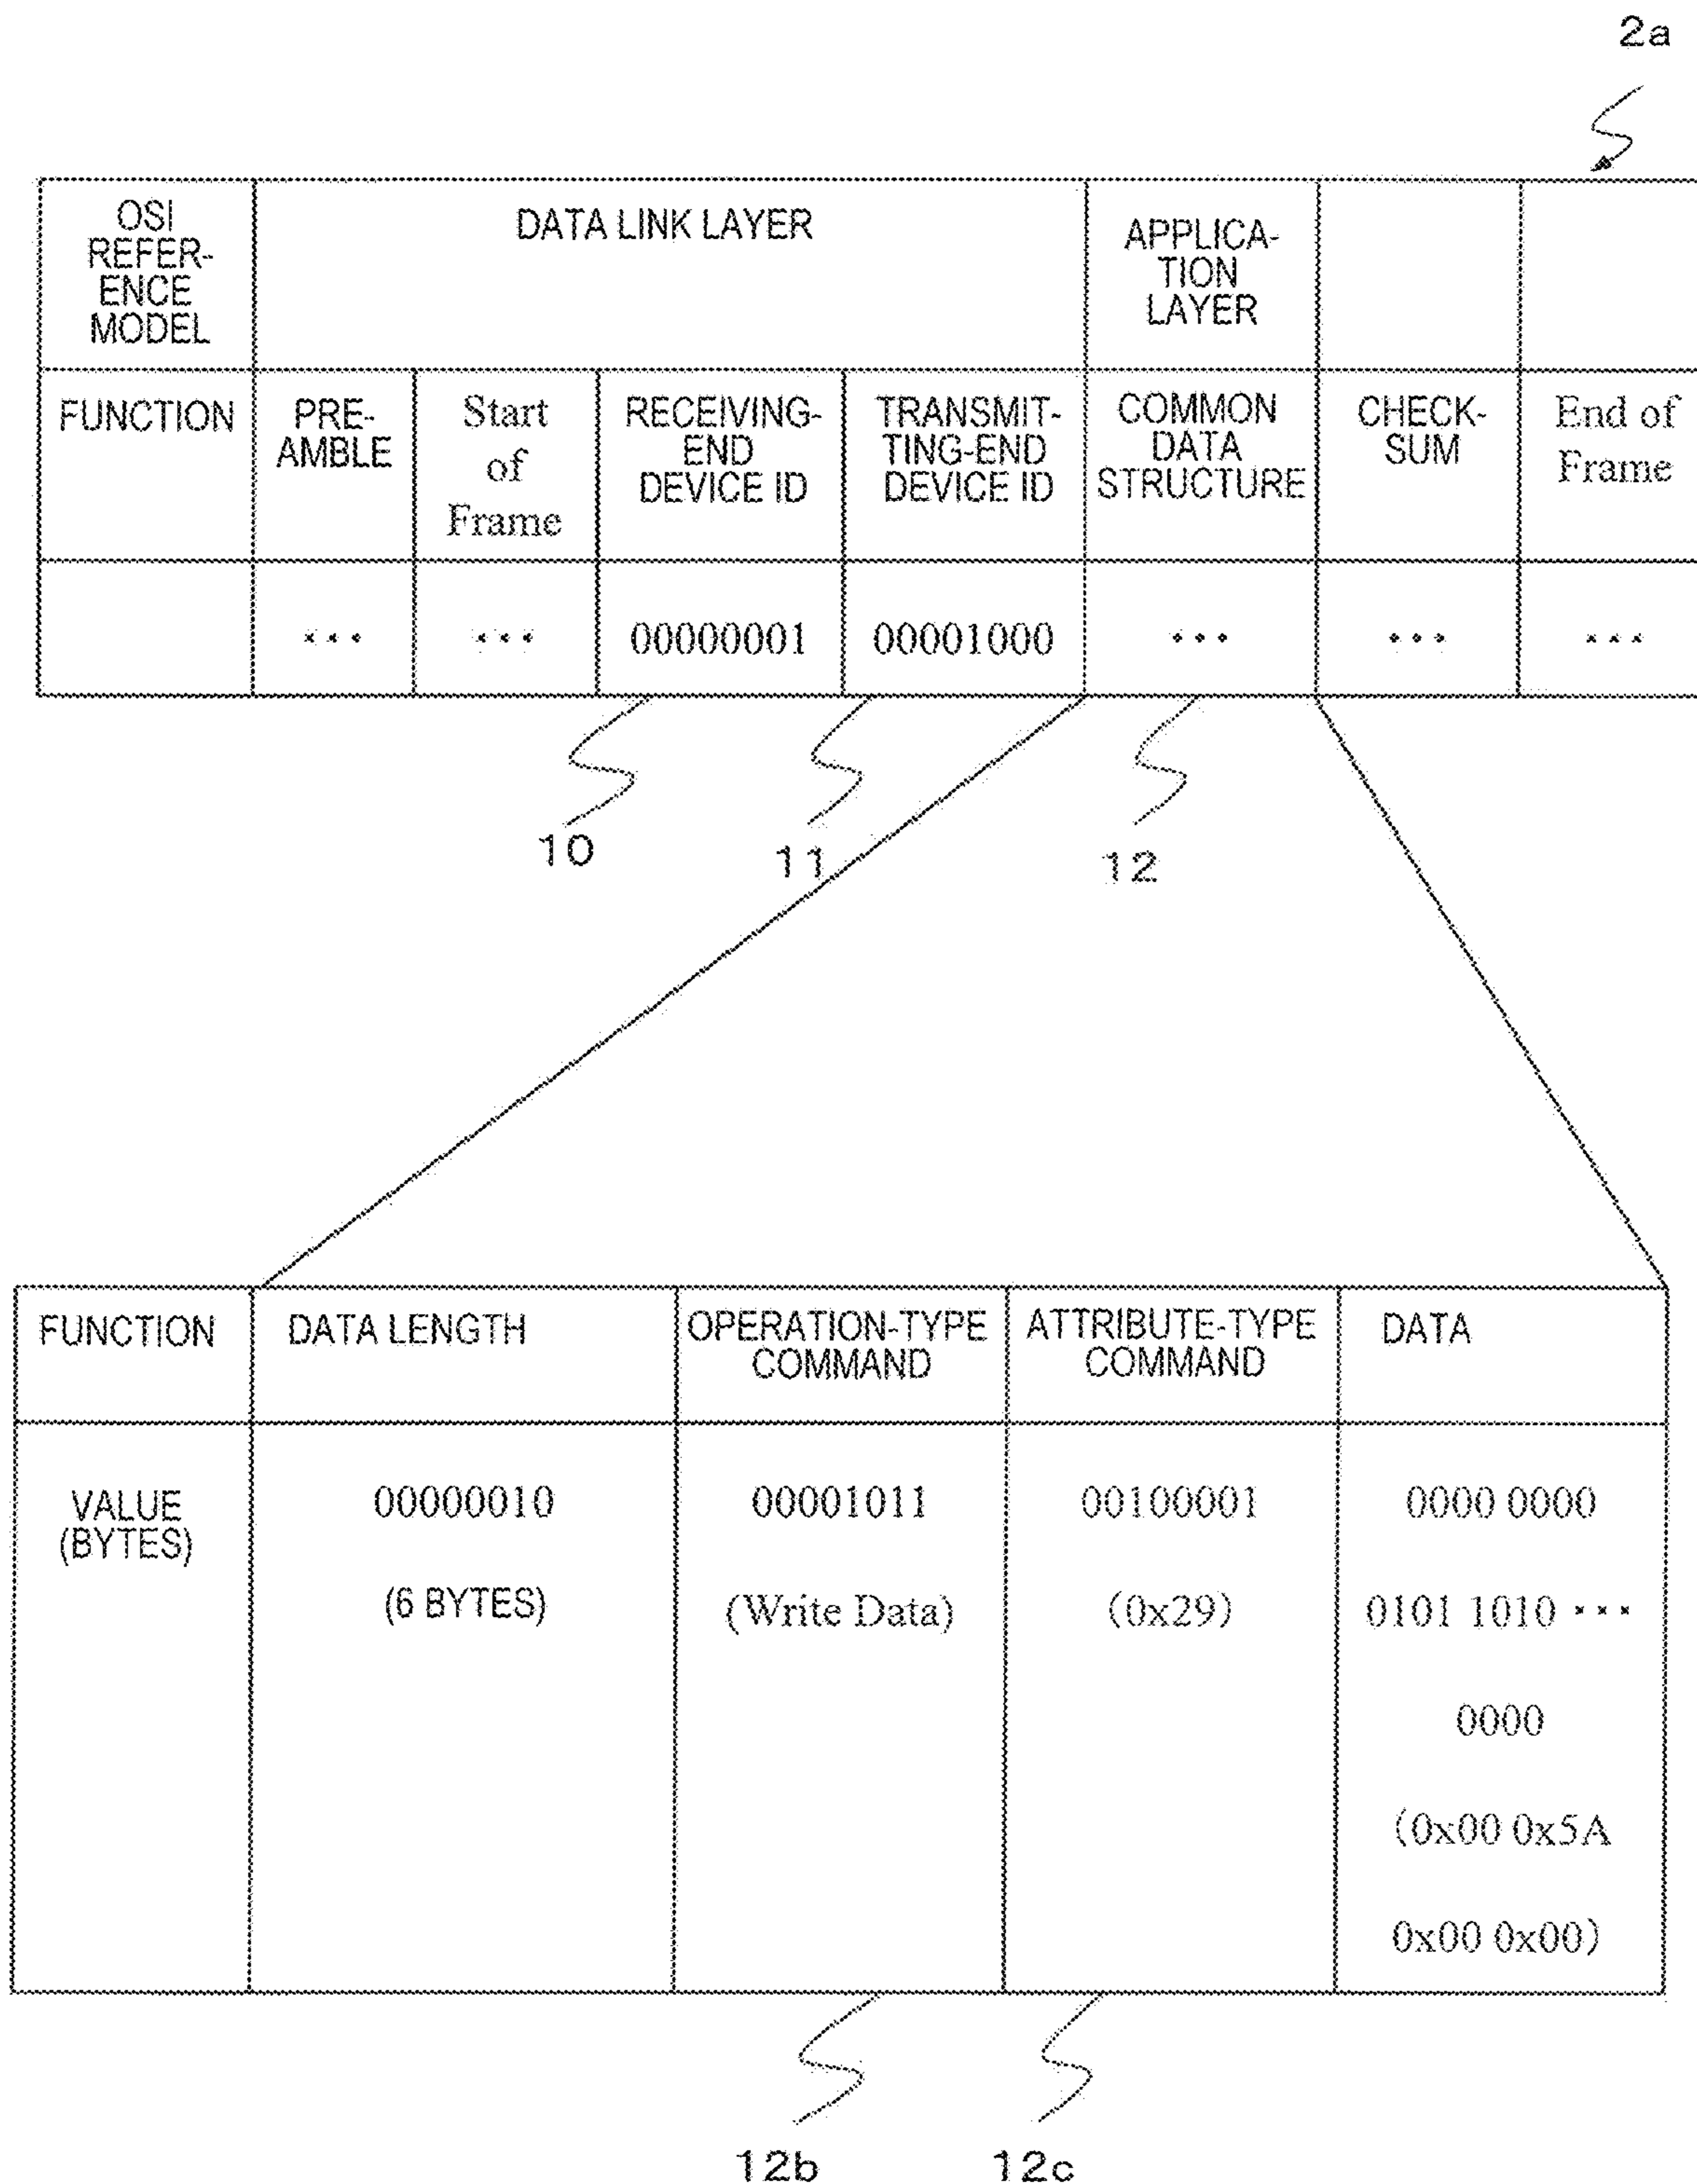 2a
OSI
REFER-
ENCE
MODEL
DATA LINK LAYER
APPLICA-
TION
LAYER
FUNCTION
PRE-
AMBLE
Start
of
Frame
RECEIVING-
END
DEVICE ID
TRANSMIT-
TING-END
DEVICE ID
COMMON
DATA
STRUCTURE
CHECK-
SUM
End of
Frame
...
...
00000001
00001000
...
...
...
10
11
12
FUNCTION
DATA LENGTH
OPERATION-TYPE
COMMAND
ATTRIBUTE-TYPE
COMMAND
DATA
VALUE
(BYTES)
00000010
(6 BYTES)
00001011
(Write Data)
00100001
(0x29)
0000 0000
0101 1010 ...
0000
(0x00 0x5A
0x00 0x00)
12b
12c